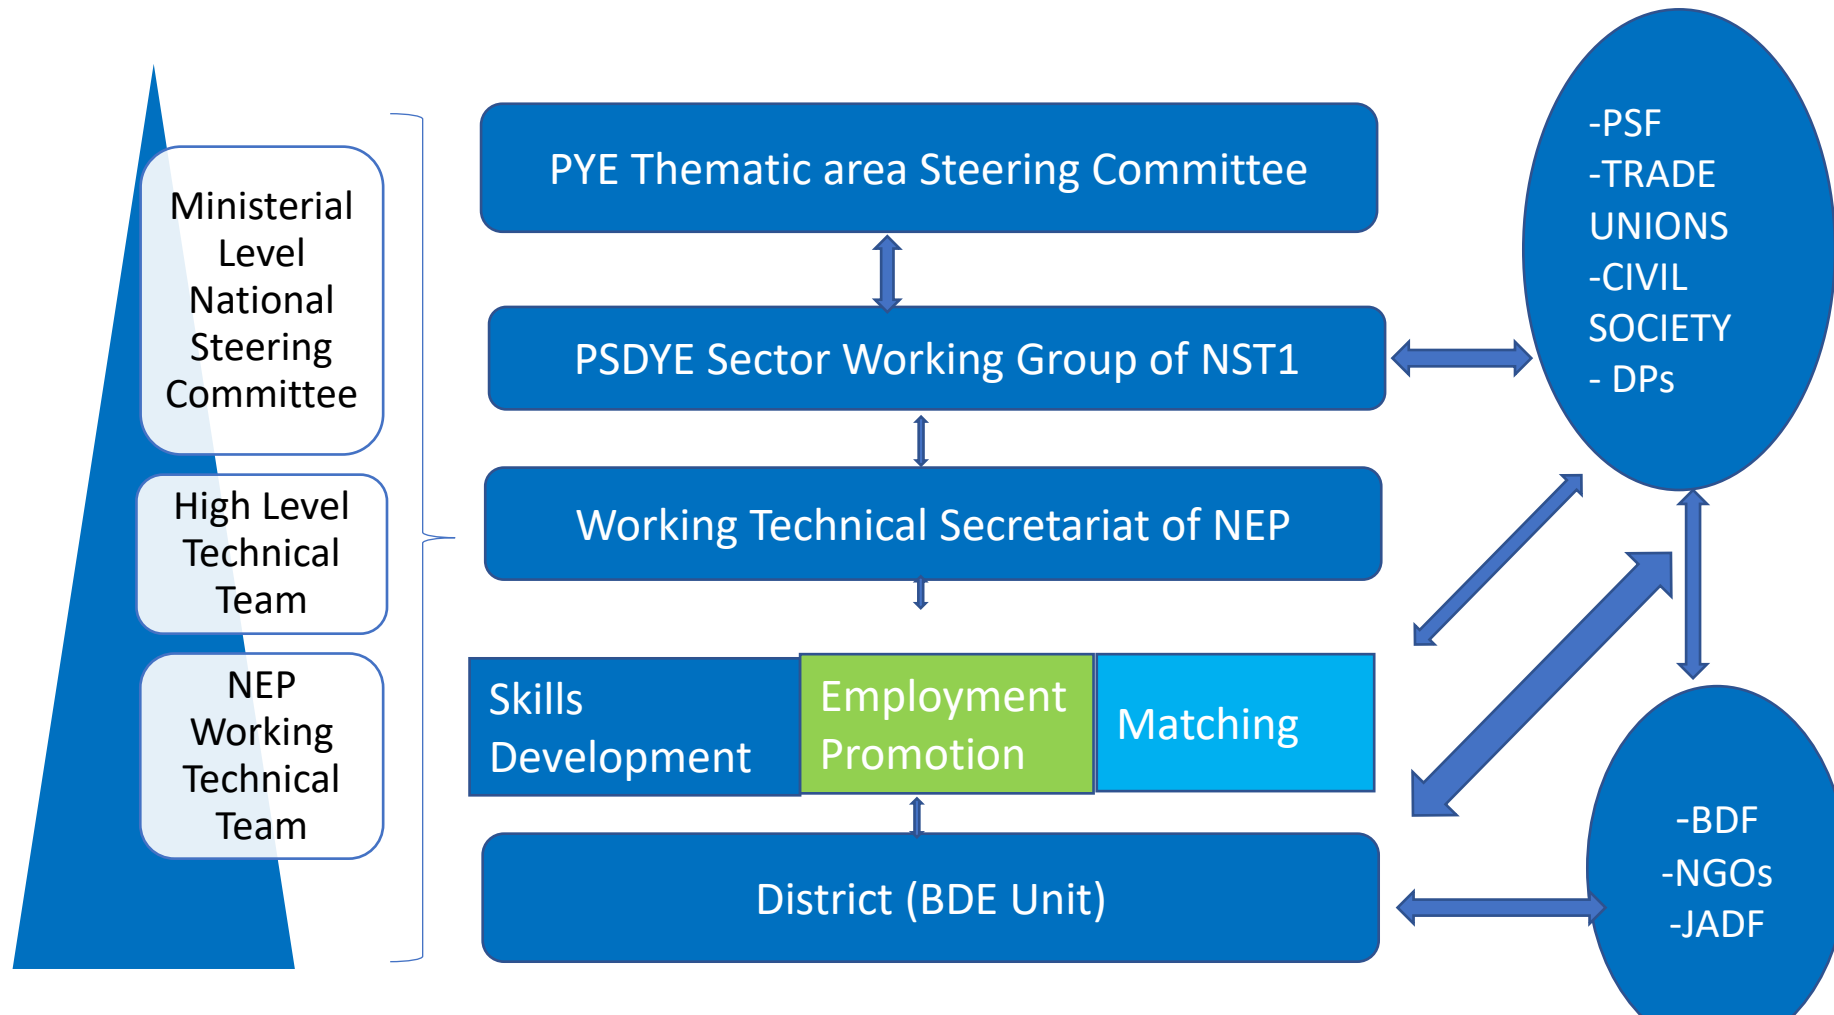 Ministerial
Level
National
Steering
Committee
High Level
Technical
Team
NEP
Working
Technical
Team
PYE Thematic area Steering Committee
PSDYE Sector Working Group of NST1
Working Technical Secretariat of NEP
Skills
Development
Employment
Promotion
Matching
District (BDE Unit)
-PSF
-TRADE
UNIONS
-CIVIL
SOCIETY
- DPs
-BDF
-NGOs
-JADF